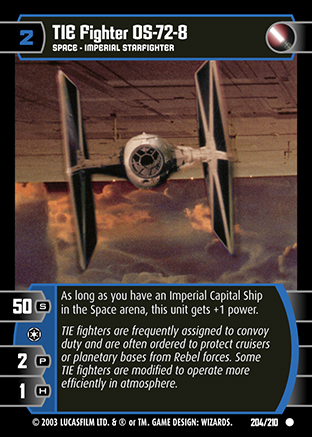 2 TIE Fighter OS-72-8
SPACE - IMPERIAL STARFIGHTER
50 S
As long as you have an Imperial Capital Ship
in the Space arena, this unit gets +1 power.
TIE fighters are frequently assigned to convoy
duty and are often ordered to protect cruisers
2 P
or planetary bases from Rebel forces. Some
TIE fighters are modified to operate more
1 H
efficiently in atmosphere.
© 2003 LUCASFILM LTD. & ® or TM. GAME DESIGN: WIZARDS. 204/210